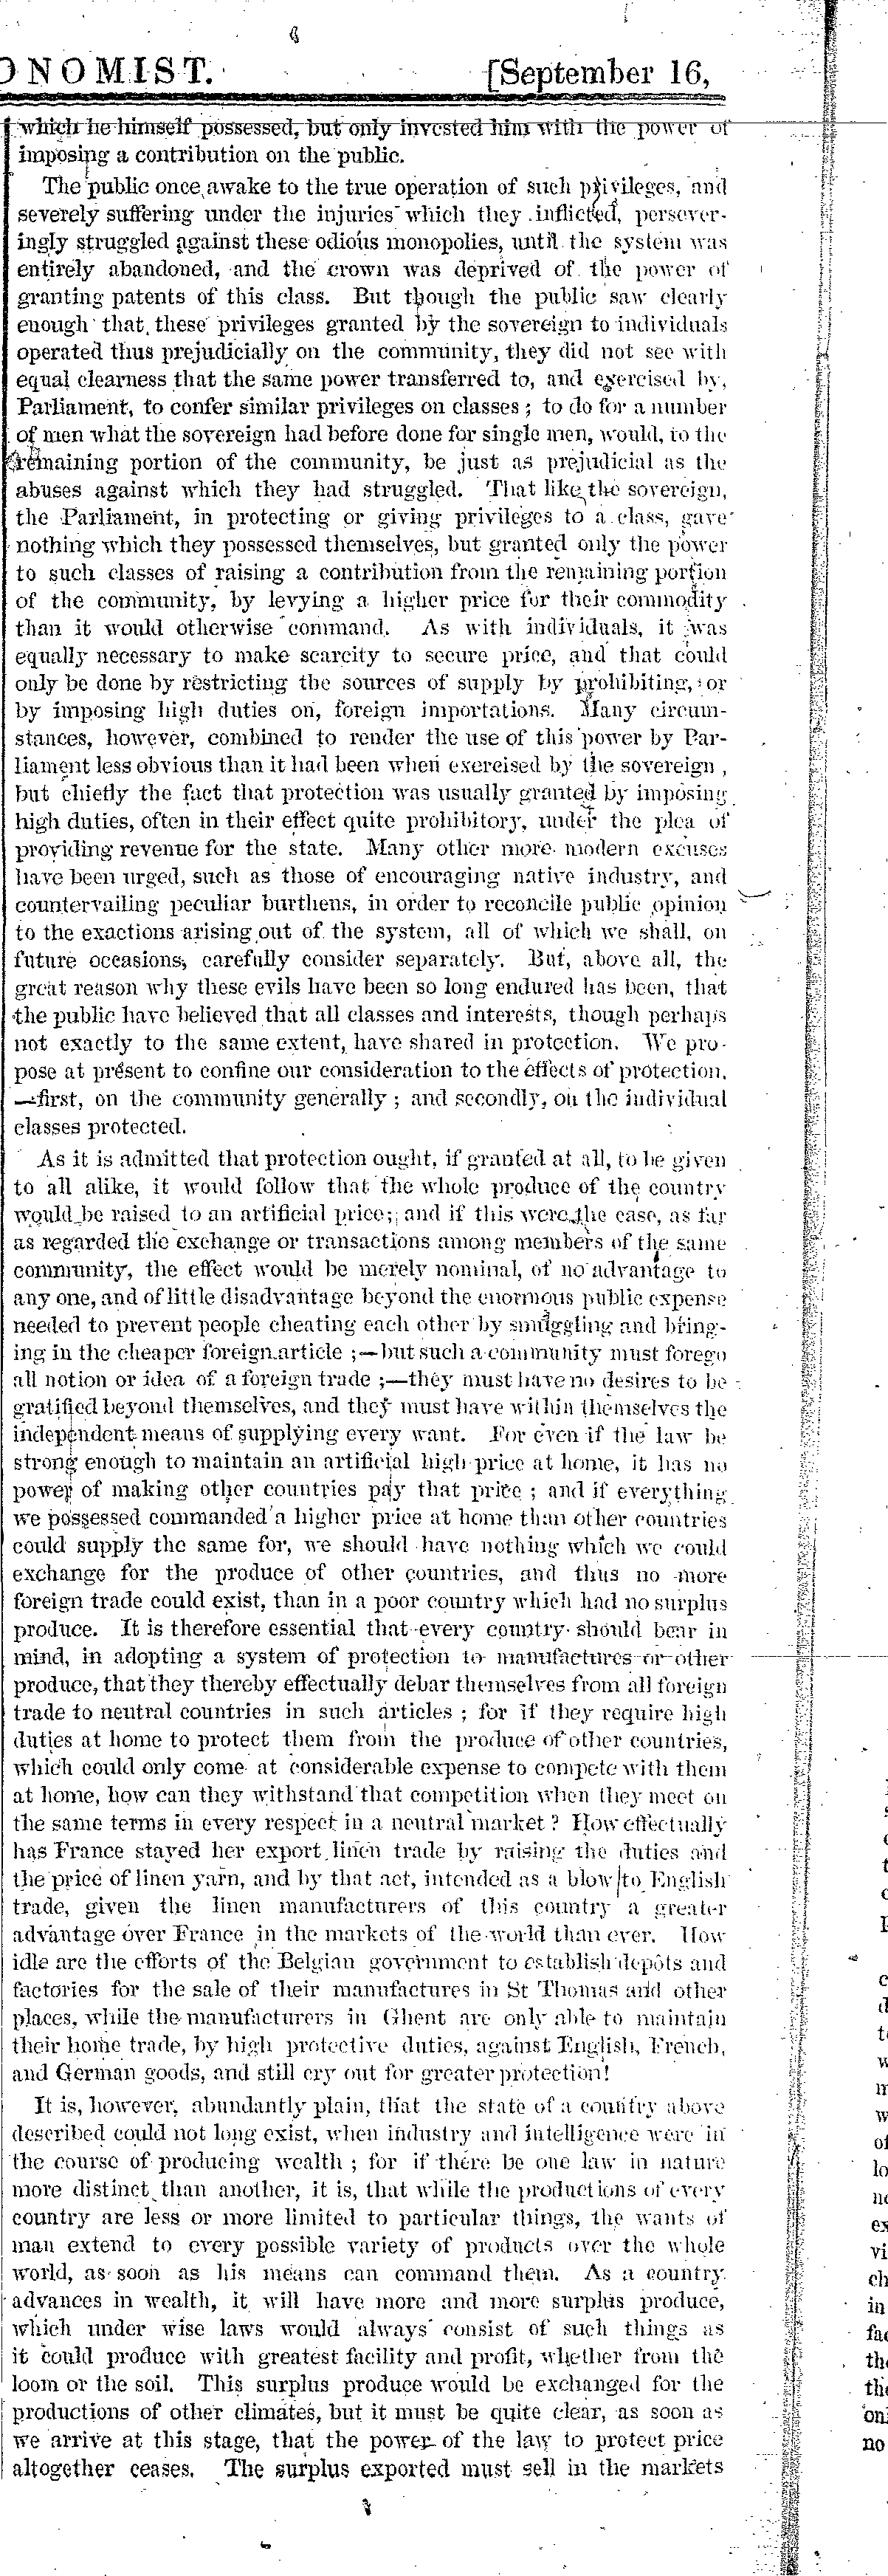 ONOMIST. [September 16,
which he himself possessed, but only invested him with the power of
imposing a contribution on the public.
The public once awake to the true operation of such privileges, and
severely suffering under the injuries which they inflicted, persever-
ingly struggled against these odious monopolies, until the system was
entirely abandoned, and the crown was deprived of the power of
granting patents of this class. But though the public saw clearly
enough that these privileges granted by the sovereign to individuals
operated thus prejudicially on the community, they did not see with
equal clearness that the same power transferred to, and exercised by,
Parliament, to confer similar privileges on classes; to do for a number
of men what the sovereign had before done for single men, would, to the
remaining portion of the community, be just as prejudicial as the
abuses against which they had struggled. That like the sovereign,
the Parliament, in protecting or giving privileges to a class, gave
nothing which they possessed themselves, but granted only the power
to such classes of raising a contribution from the remaining portion
of the community, by levying a higher price for their commodity
than it would otherwise command. As with individuals, it was
equally necessary to make scarcity to secure price, and that could
only be done by restricting the sources of supply by prohibiting, or
by imposing high duties on, foreign importations. Many circum-
stances, however, combined to render the use of this power by Par-
liament less obvious than it had been when exercised by the sovereign,
but chiefly the fact that protection was usually granted by imposing
high duties, often in their effect quite prohibitory, under the plea of
providing revenue for the state. Many other more modern excuses
have been urged, such as those of encouraging native industry, and
countervailing peculiar burthens, in order to reconcile public opinion
to the exactions arising out of the system, all of which we shall, on
future occasions, carefully consider separately. But, above all, the
great reason why these evils have been so long endured has been, that
the public have believed that all classes and interests, though perhaps
not exactly to the same extent, have shared in protection. We pro-
pose at present to confine our consideration to the effects of protection,
—first, on the community generally; and secondly, on the individual
classes protected.
As it is admitted that protection ought, if granted at all, to be given
to all alike, it would follow that the whole produce of the country
would be raised to an artificial price; and if this were the case, as far
as regarded the exchange or transactions among members of the same
community, the effect would be merely nominal, of no advantage to
any one, and of little disadvantage beyond the enormous public expense
needed to prevent people cheating each other by smuggling and bring-
ing in the cheaper foreign article;—but such a community must forego
all notion or idea of a foreign trade;—they must have no desires to be
gratified beyond themselves, and they must have within themselves the
independent means of supplying every want. For even if the law be
strong enough to maintain an artificial high price at home, it has no
power of making other countries pay that price; and if everything
we possessed commanded a higher price at home than other countries
could supply the same for, we should have nothing which we could
exchange for the produce of other countries, and thus no more
foreign trade could exist, than in a poor country which had no surplus
produce. It is therefore essential that every country should bear in
mind, in adopting a system of protection to manufactures or other
produce, that they thereby effectually debar themselves from all foreign
trade to neutral countries in such articles; for if they require high
duties at home to protect them from the produce of other countries,
which could only come at considerable expense to compete with them
at home, how can they withstand that competition when they meet on
the same terms in every respect in a neutral market? How effectually
has France stayed her export linen trade by raising the duties and
the price of linen yarn, and by that act, intended as a blow to English
trade, given the linen manufacturers of this country a greater
advantage over France in the markets of the world than ever. How
idle are the efforts of the Belgian government to establish depôts and
factories for the sale of their manufactures in St Thomas and other
places, while the manufacturers in Ghent are only able to maintain
their home trade, by high protective duties, against English, French,
and German goods, and still cry out for greater protection!
It is, however, abundantly plain, that the state of a country above
described could not long exist, when industry and intelligence were in
the course of producing wealth; for if there be one law in nature
more distinct than another, it is, that while the productions of every
country are less or more limited to particular things, the wants of
man extend to every possible variety of products over the whole
world, as soon as his means can command them. As a country
advances in wealth, it will have more and more surplus produce,
which under wise laws would always consist of such things as
it could produce with greatest facility and profit, whether from the
loom or the soil. This surplus produce would be exchanged for the
productions of other climates, but it must be quite clear, as soon as
we arrive at this stage, that the power of the law to protect price
altogether ceases. The surplus exported must sell in the markets